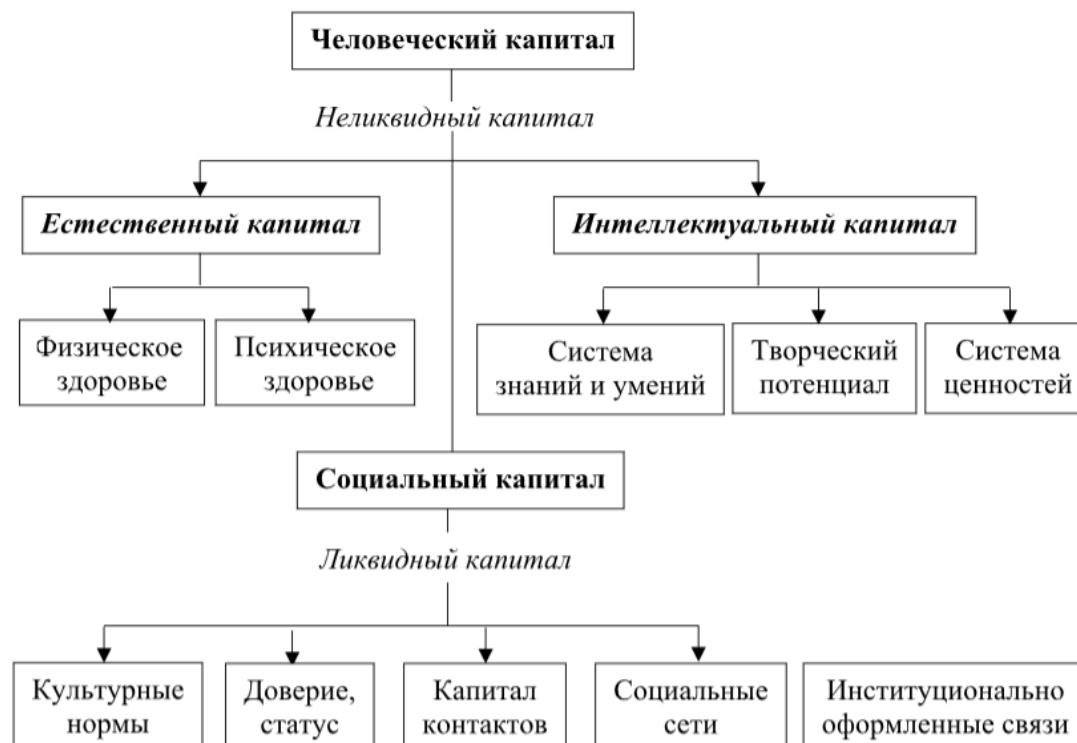 Человеческий капитал
Неликвидный капитал
Естественный капитал
Интеллектуальный капитал
Физическое
здоровье
Психическое
здоровье
Система
знаний и умений
Творческий
потенциал
Система
ценностей
Социальный капитал
Ликвидный капитал
Культурные
нормы
Доверие,
статус
Капитал
контактов
Социальные
сети
Институционально
оформленные связи